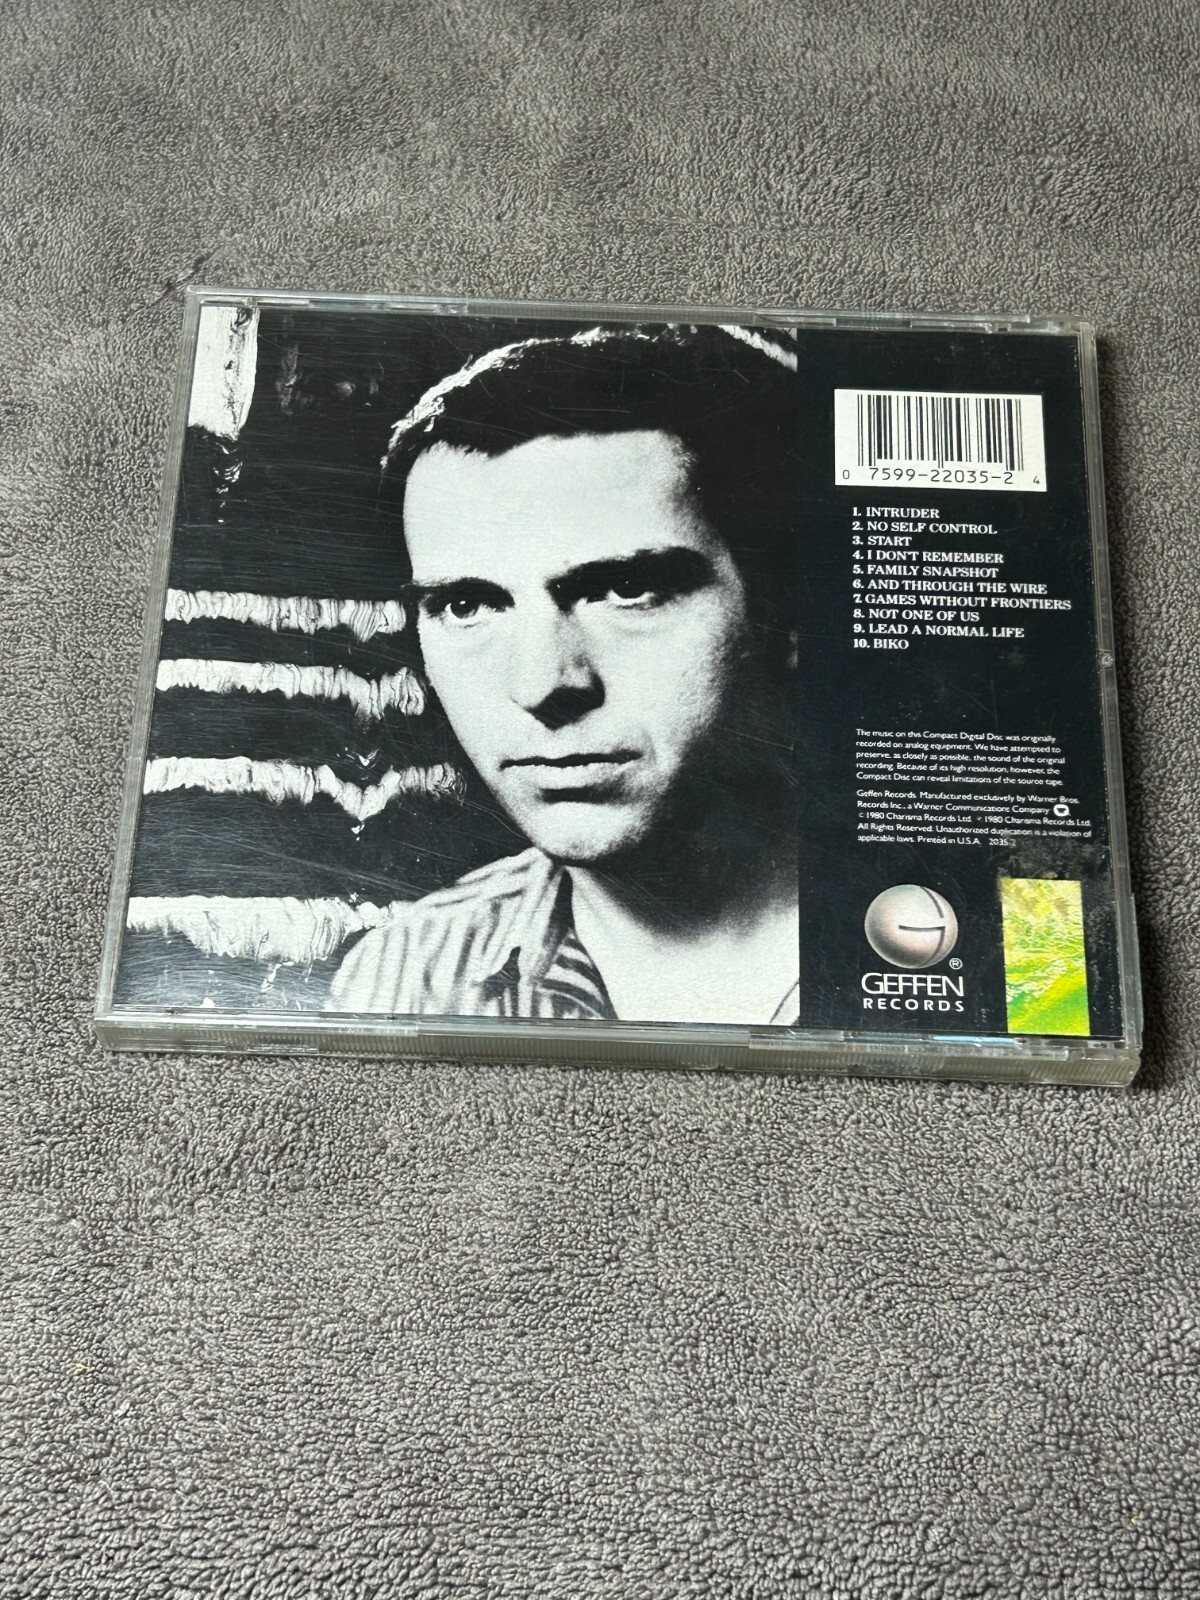 0 7599-22035-2 4
1. INTRUDER
2. NO SELF CONTROL
3. START
4. I DON'T REMEMBER
5. FAMILY SNAPSHOT
6. AND THROUGH THE WIRE
7. GAMES WITHOUT FRONTIERS
8. NOT ONE OF US
9. LEAD A NORMAL LIFE
10. BIKO
The music on this Compact Digital Disc was originally
recorded on analog equipment. We have attempted to
preserve, as closely as possible, the sound of the original
recording. Because of its high resolution, however, the
Compact Disc can reveal limitations of the source tape.
Geffen Records. Manufactured exclusively by Warner Bros.
Records Inc., a Warner Communications Company
© 1980 Charisma Records Ltd. ℗ 1980 Charisma Records Ltd.
All Rights Reserved. Unauthorized duplication is a violation of
applicable laws. Printed in U.S.A. 2035-2
G
®
GEFFEN
RECORDS